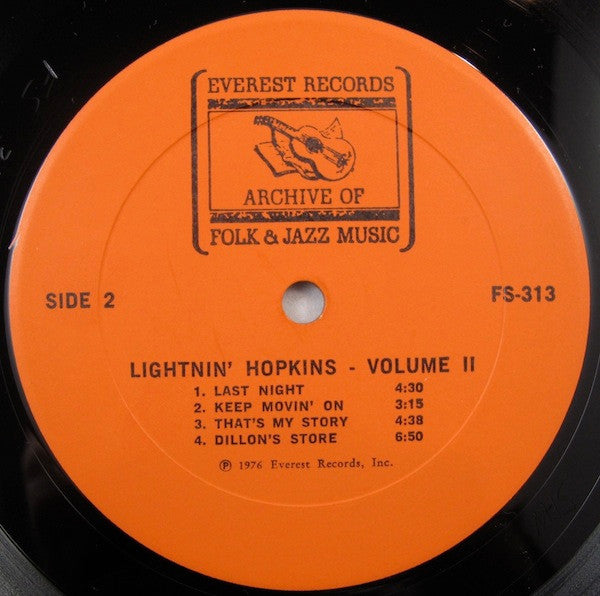 EVEREST RECORDS
ARCHIVE OF
FOLK & JAZZ MUSIC
SIDE 2 FS-313
LIGHTNIN' HOPKINS - VOLUME II
1. LAST NIGHT 4:30
2. KEEP MOVIN' ON 3:15
3. THAT'S MY STORY 4:38
4. DILLON'S STORE 6:50
℗ 1976 Everest Records, Inc.